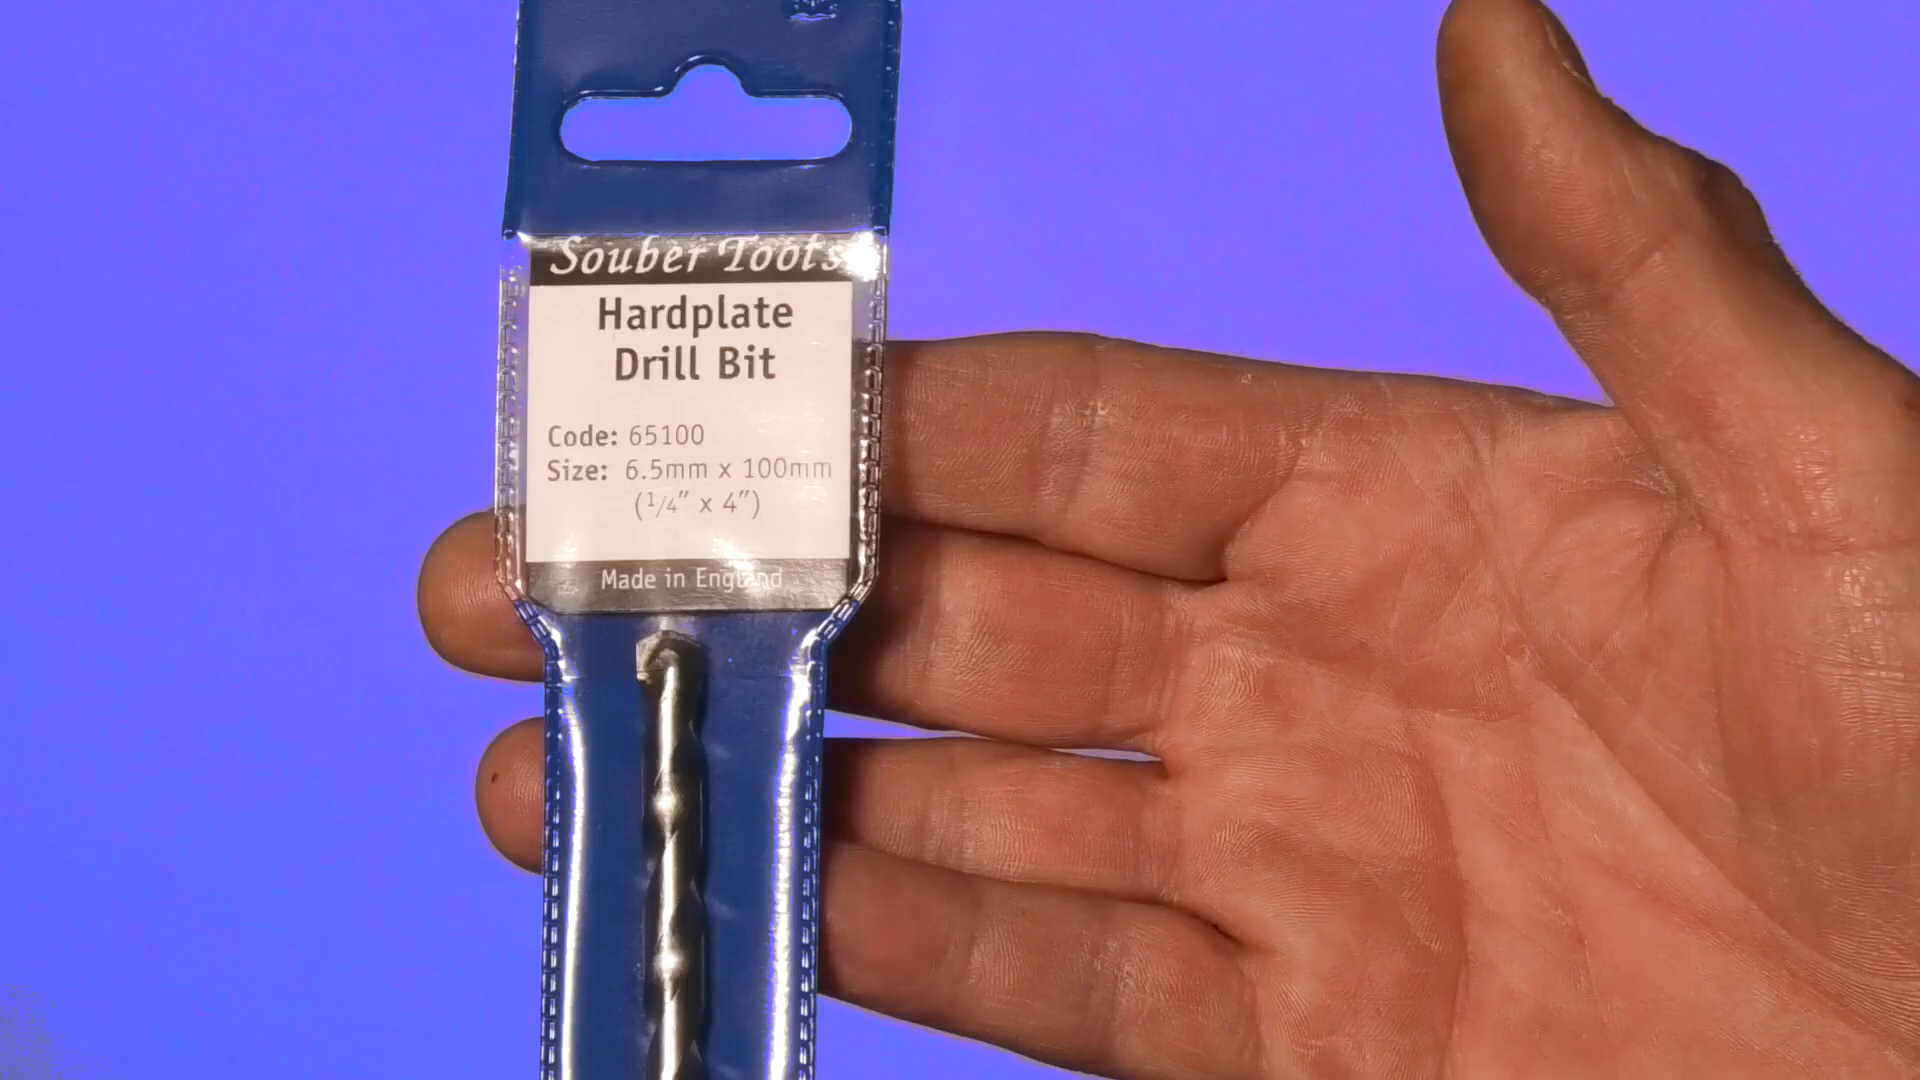 Souber Tools
Hardplate
Drill Bit
Code: 65100
Size: 6.5mm x 100mm
(1/4" x 4")
Made in England